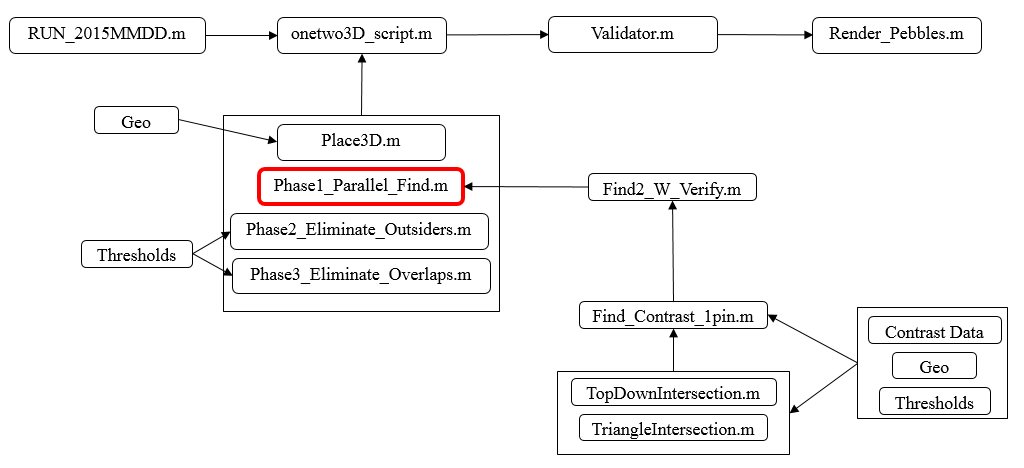 RUN_2015MMDD.m
onetwo3D_script.m
Validator.m
Render_Pebbles.m
Geo
Place3D.m
Phase1_Parallel_Find.m
Find2_W_Verify.m
Phase2_Eliminate_Outsiders.m
Thresholds
Phase3_Eliminate_Overlaps.m
Find_Contrast_1pin.m
Contrast Data
Geo
Thresholds
TopDownIntersection.m
TriangleIntersection.m